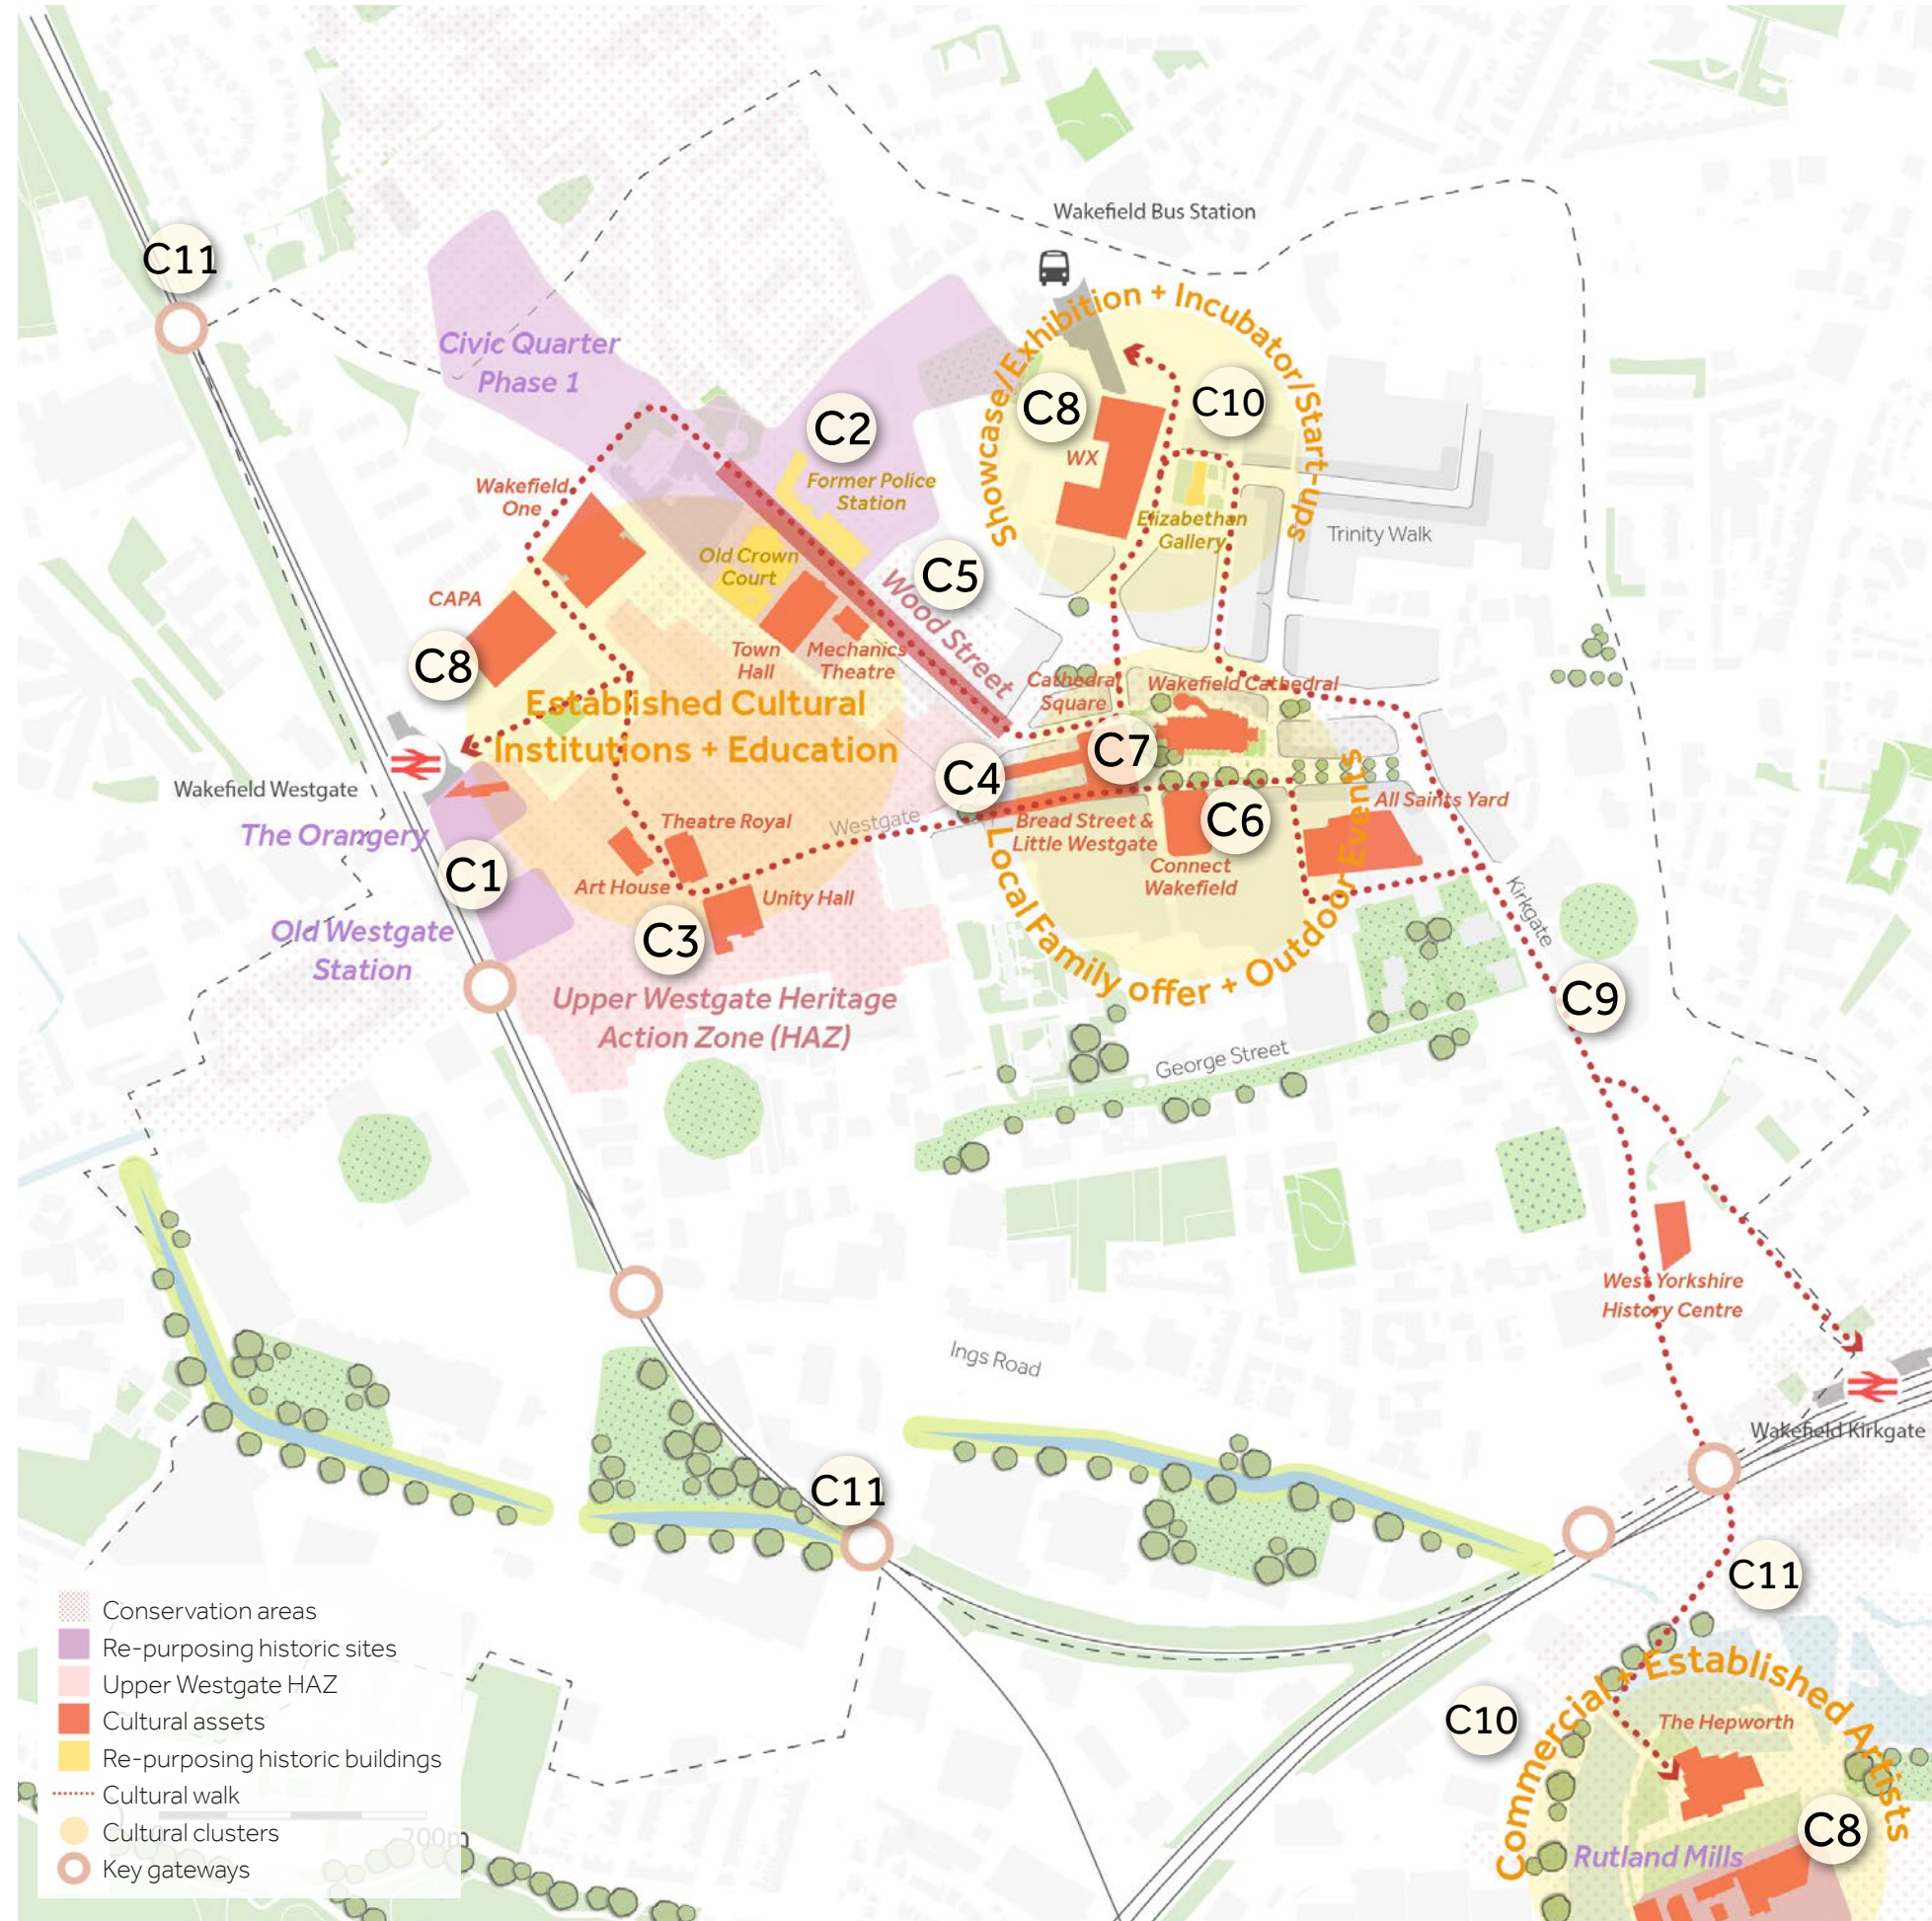 Wakefield Bus Station
C11
Showcase/Exhibition + Incubator/Start-ups
Civic Quarter
Phase 1
C8
C10
C2
WX
Former Police
Station
Wakefield
One
Elizabethan
Gallery
Trinity Walk
Old Crown
Court
C5
Wood Street
CAPA
C8
Town
Hall
Mechanics
Theatre
Cathedral
Square
Wakefield Cathedral
Established Cultural
Institutions + Education
C7
C4
Wakefield Westgate
The Orangery
Theatre Royal
Westgate
Bread Street &
Little Westgate
C6
All Saints Yard
Connect
Wakefield
C1
Art House
Unity Hall
Kirkgate
Old Westgate
Station
C3
Local Family offer + Outdoor Events
Upper Westgate Heritage
Action Zone (HAZ)
C9
George Street
West Yorkshire
History Centre
Ings Road
Wakefield Kirkgate
C11
C11
Commercial + Established Artists
C10
The Hepworth
C8
Rutland Mills
Conservation areas
Re-purposing historic sites
Upper Westgate HAZ
Cultural assets
Re-purposing historic buildings
Cultural walk
200m
Cultural clusters
Key gateways